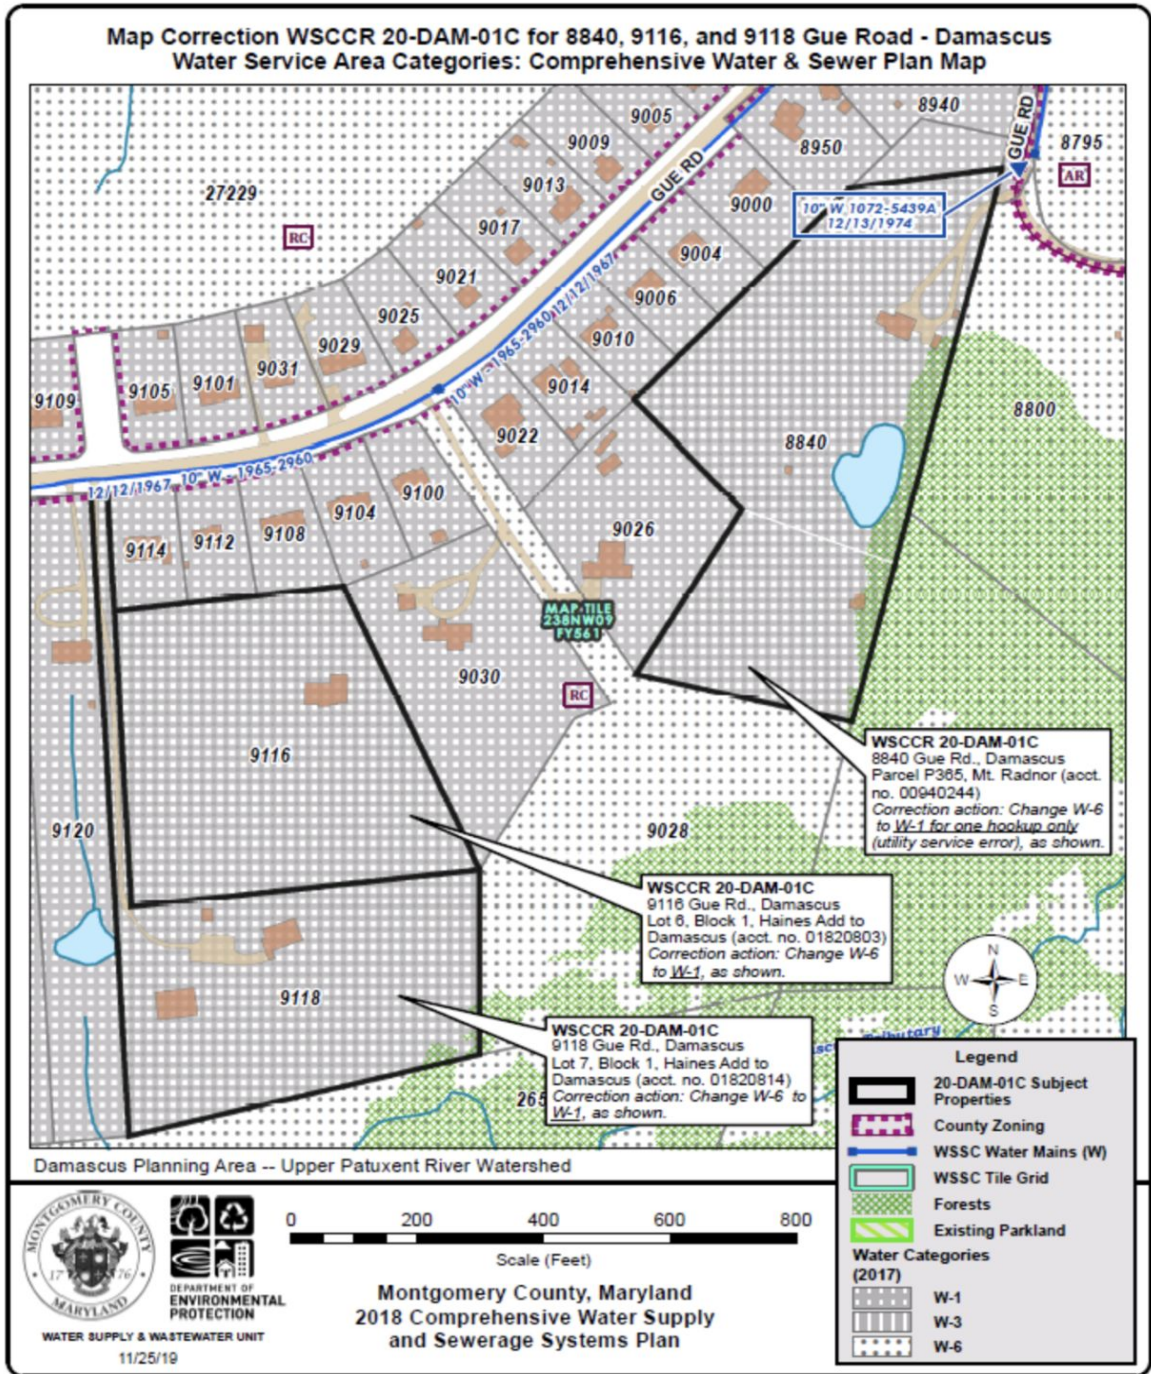 Map Correction WSCCR 20-DAM-01C for 8840, 9116, and 9118 Gue Road - Damascus
Water Service Area Categories: Comprehensive Water & Sewer Plan Map
8940
9005
GUE RD
8795
9009
8950
AR
27229
9013
GUE RD
9000
10" W 1072-5439A
12/13/1974
RC
9017
9004
9021
9006
9025
10" W - 1965-2960 12/12/1967
9010
9029
9031
9014
9101
9105
9109
8800
9022
8840
12/12/1967 10" W - 1965-2960
9100
9104
9026
9108
9112
9114
MAP TILE
238NW09
FY561
9030
RC
9116
WSCCR 20-DAM-01C
8840 Gue Rd., Damascus
Parcel P365, Mt. Radnor (acct.
no. 00940244)
Correction action: Change W-6
to W-1 for one hookup only
(utility service error), as shown.
9120
9028
WSCCR 20-DAM-01C
9116 Gue Rd., Damascus
Lot 6, Block 1, Haines Add to
Damascus (acct. no. 01820803)
Correction action: Change W-6
to W-1, as shown.
N
W E
S
9118
WSCCR 20-DAM-01C
9118 Gue Rd., Damascus
Lot 7, Block 1, Haines Add to
Damascus (acct. no. 01820814)
Correction action: Change W-6 to
W-1, as shown.
Tributary
265
Legend
20-DAM-01C Subject
Properties
County Zoning
WSSC Water Mains (W)
WSSC Tile Grid
Forests
Existing Parkland
Water Categories
(2017)
W-1
W-3
W-6
Damascus Planning Area -- Upper Patuxent River Watershed
MONTGOMERY COUNTY
17 76
MARYLAND
DEPARTMENT OF
ENVIRONMENTAL
PROTECTION
WATER SUPPLY & WASTEWATER UNIT
11/25/19
0 200 400 600 800
Scale (Feet)
Montgomery County, Maryland
2018 Comprehensive Water Supply
and Sewerage Systems Plan